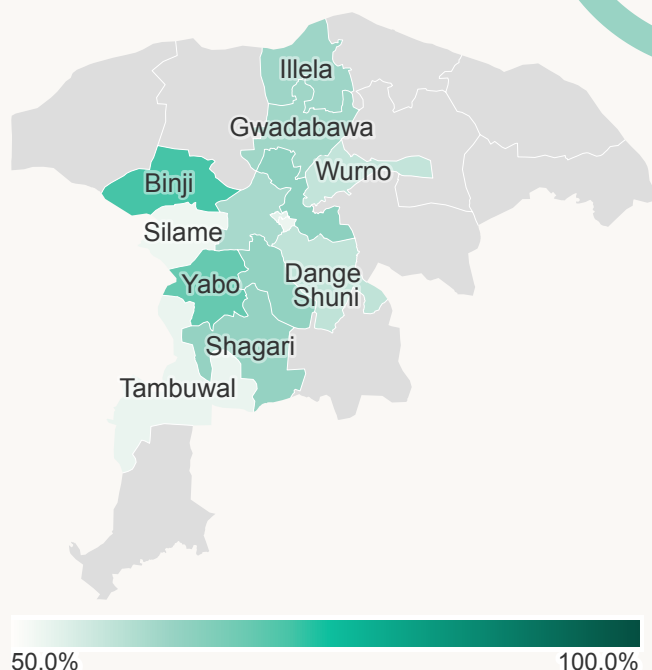 Illela
Gwadabawa
Wurno
Binji
Silame
Dange
Shuni
Yabo
Shagari
Tambuwal
50.0%
100.0%